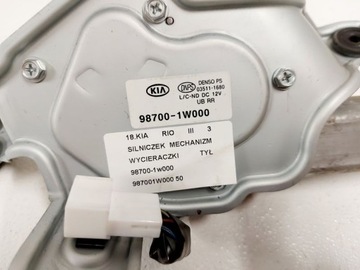 KIA
DNPS
DENSO PS
03511-1680
L/C-ND DC 12V
UB RR
98700-1W000
18.KIA RIO III 3
SILNICZEK MECHANIZM
WYCIERACZKI TYL
98700-1w000
987001W000 50